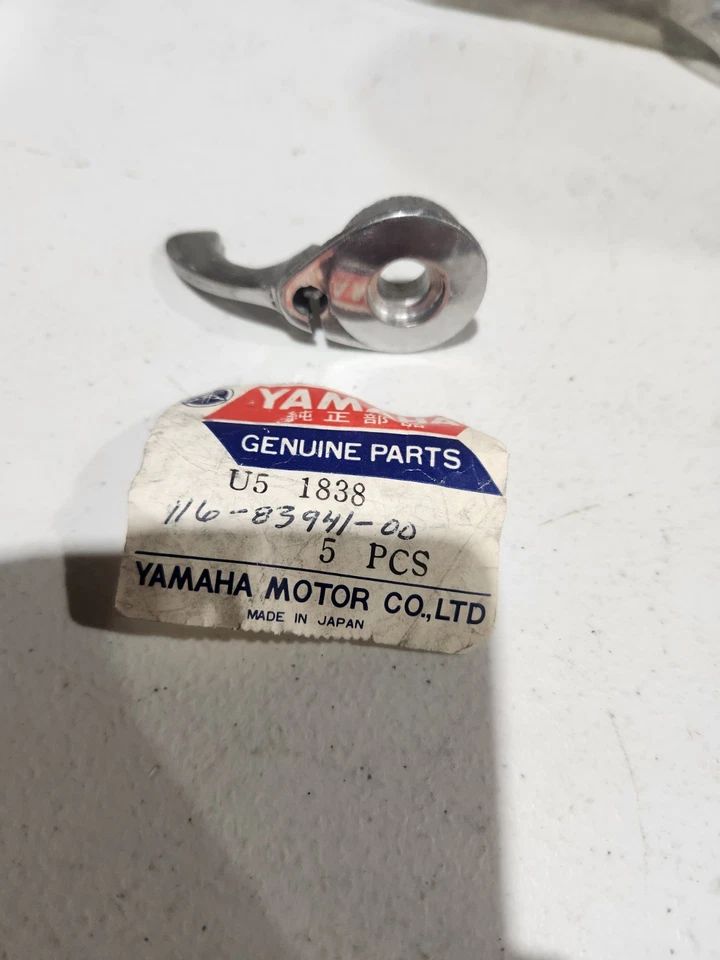 YAMAHA
純正部品
GENUINE PARTS
U5 1838
116-83941-00
5 PCS
YAMAHA MOTOR CO.,LTD
MADE IN JAPAN